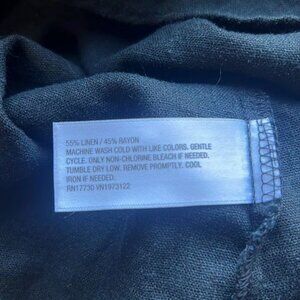 55% LINEN / 45% RAYON
MACHINE WASH COLD WITH LIKE COLORS. GENTLE
CYCLE. ONLY NON-CHLORINE BLEACH IF NEEDED.
TUMBLE DRY LOW. REMOVE PROMPTLY. COOL
IRON IF NEEDED.
RN17730 VN1973122